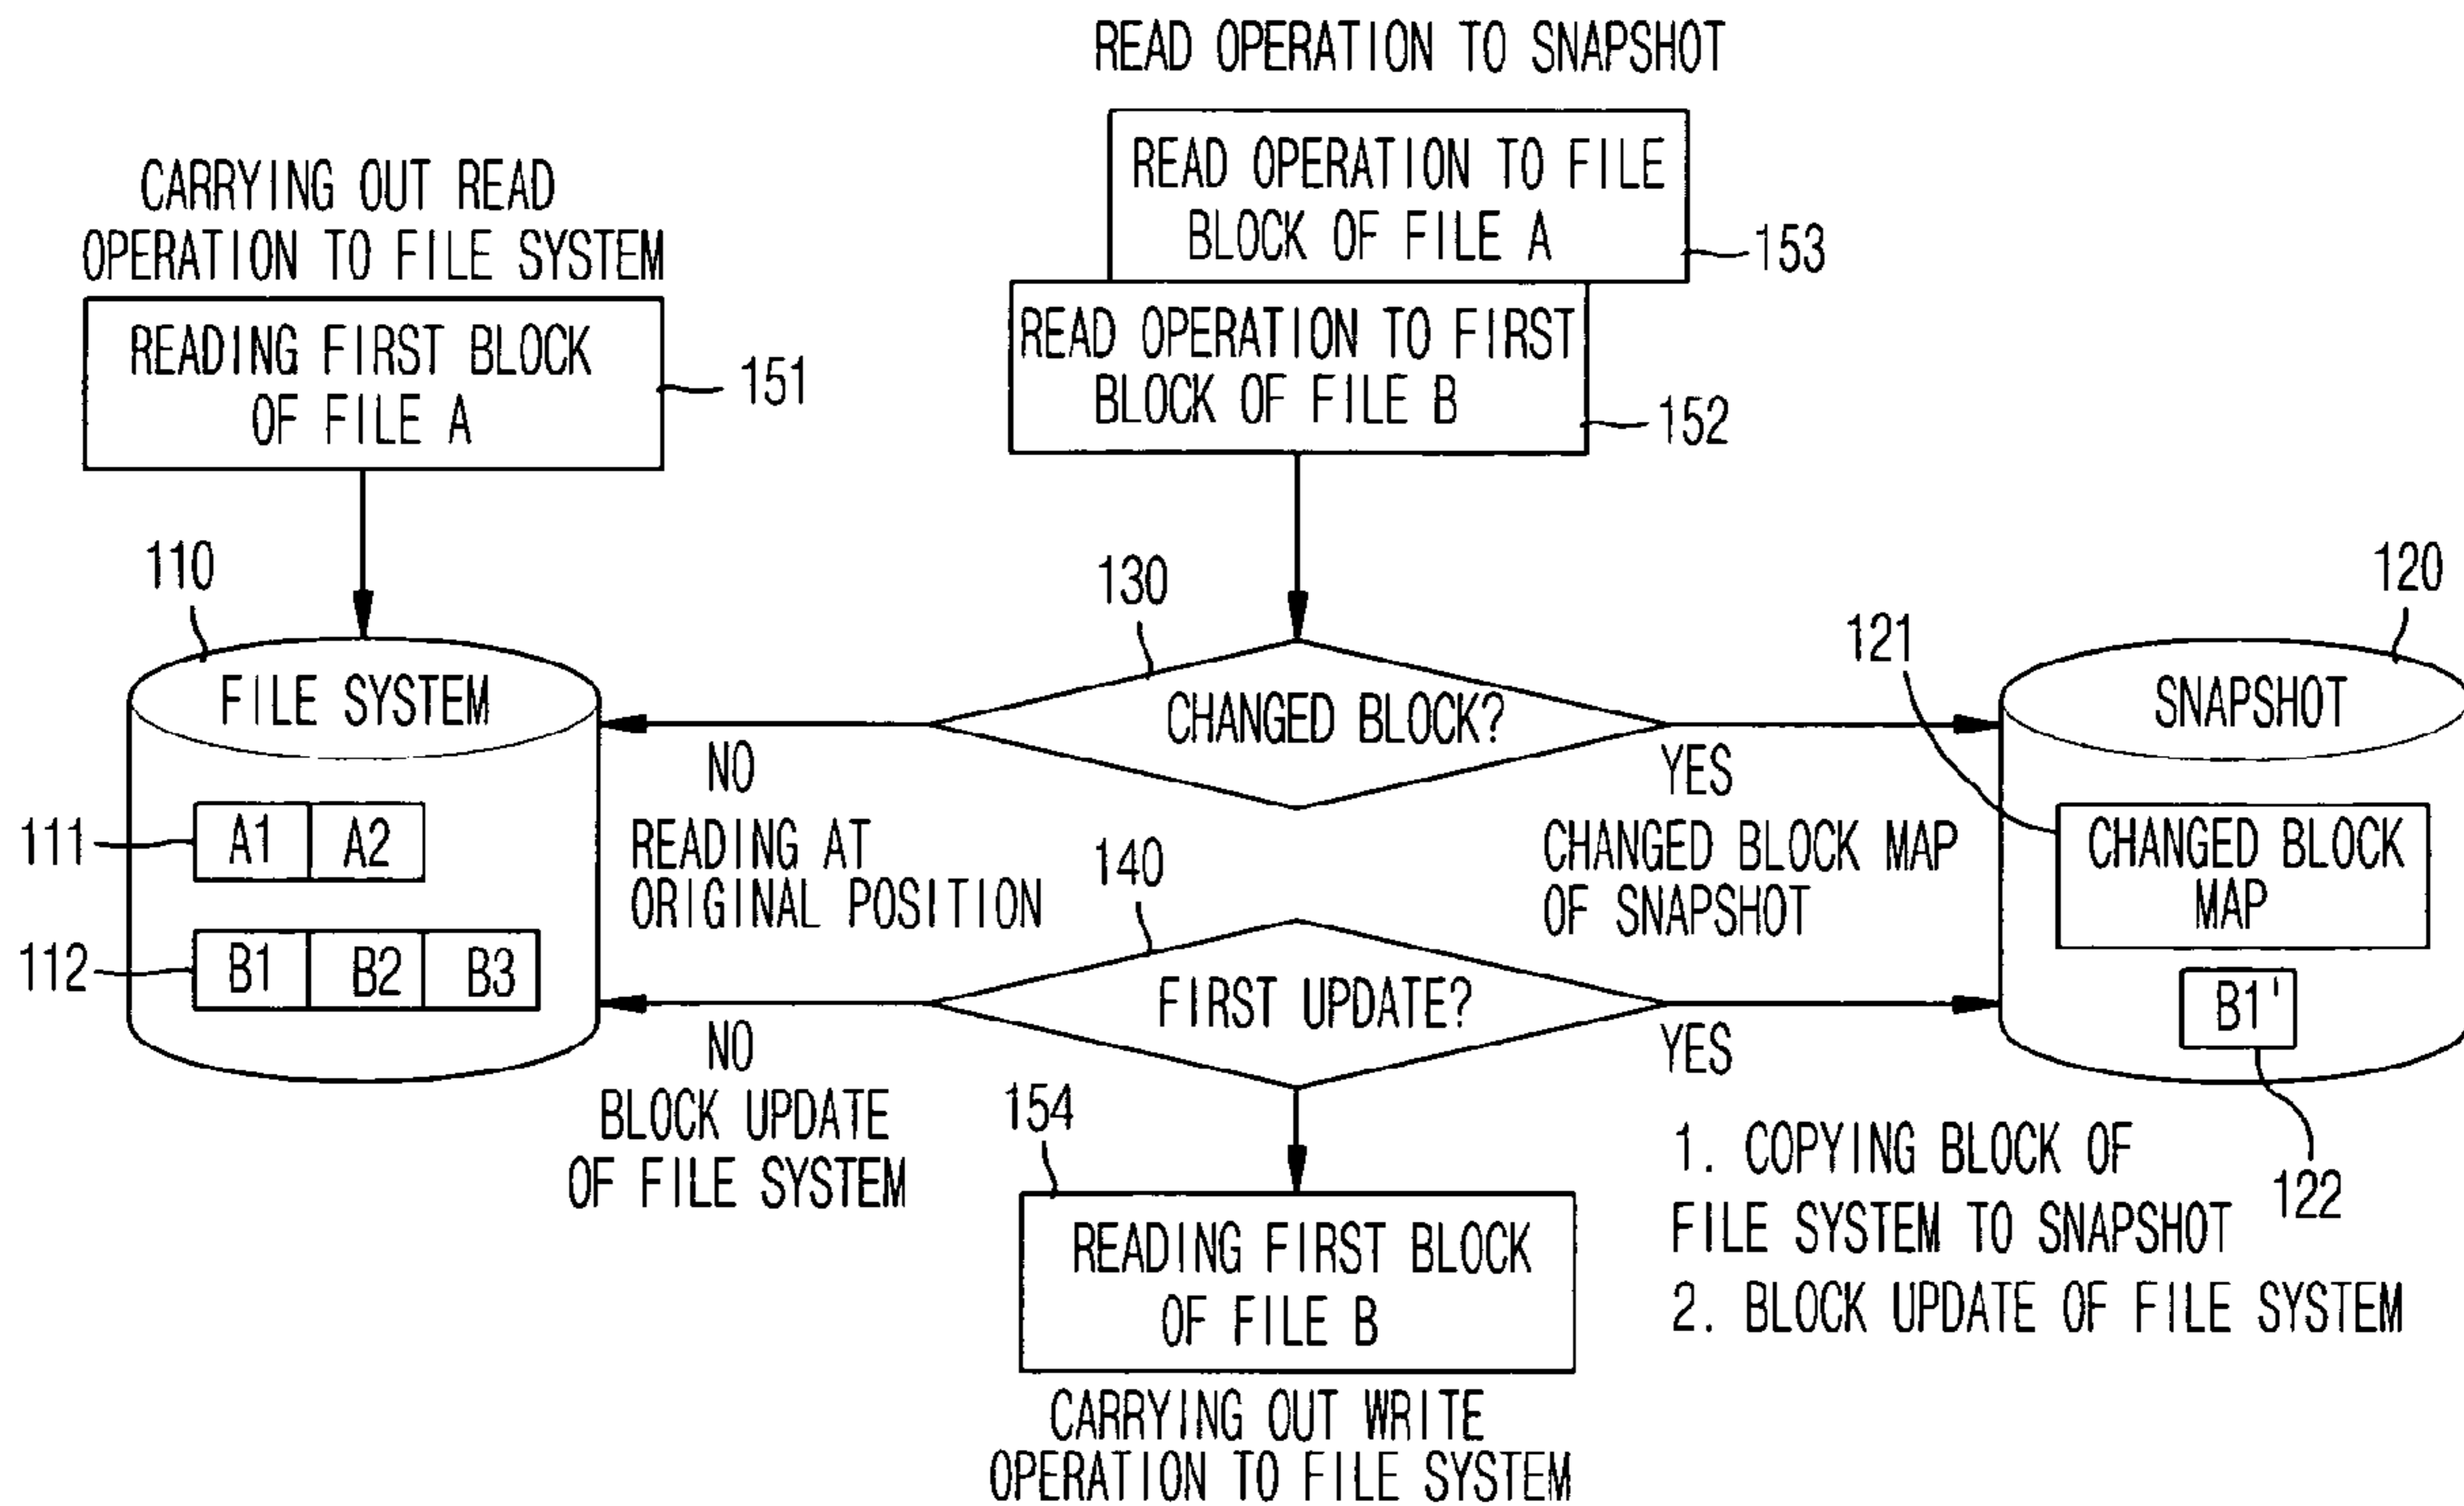 READ OPERATION TO SNAPSHOT
READ OPERATION TO FILE
BLOCK OF FILE A
153
CARRYING OUT READ
OPERATION TO FILE SYSTEM
READING FIRST BLOCK
OF FILE A
151
READ OPERATION TO FIRST
BLOCK OF FILE B
152
110
FILE SYSTEM
111
A1 A2
112
B1 B2 B3
130
CHANGED BLOCK?
NO
READING AT
ORIGINAL POSITION
YES
CHANGED BLOCK MAP
OF SNAPSHOT
120
SNAPSHOT
121
CHANGED BLOCK
MAP
B1'
122
140
FIRST UPDATE?
NO
BLOCK UPDATE
OF FILE SYSTEM
YES
1. COPYING BLOCK OF
FILE SYSTEM TO SNAPSHOT
2. BLOCK UPDATE OF FILE SYSTEM
154
READING FIRST BLOCK
OF FILE B
CARRYING OUT WRITE
OPERATION TO FILE SYSTEM